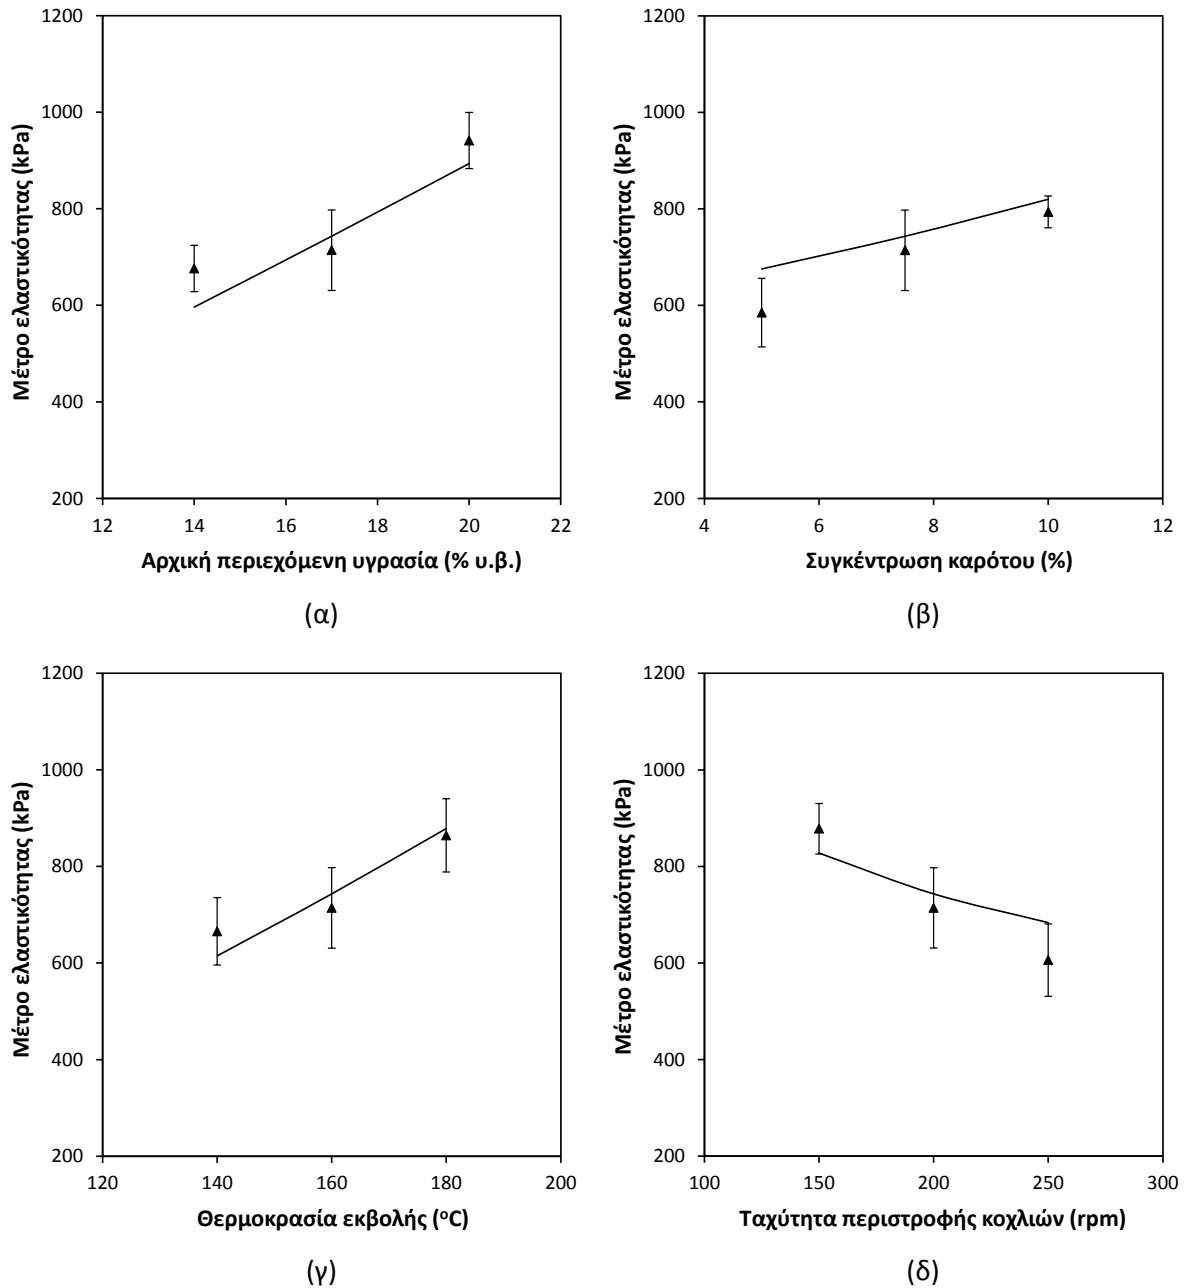 1200
1000
800
600
400
200
12 14 16 18 20 22
Μέτρο ελαστικότητας (kPa)
Αρχική περιεχόμενη υγρασία (% υ.β.)
(α)
1200
1000
800
600
400
200
4 6 8 10 12
Μέτρο ελαστικότητας (kPa)
Συγκέντρωση καρότου (%)
(β)
1200
1000
800
600
400
200
120 140 160 180 200
Μέτρο ελαστικότητας (kPa)
Θερμοκρασία εκβολής (ºC)
(γ)
1200
1000
800
600
400
200
100 150 200 250 300
Μέτρο ελαστικότητας (kPa)
Ταχύτητα περιστροφής κοχλιών (rpm)
(δ)